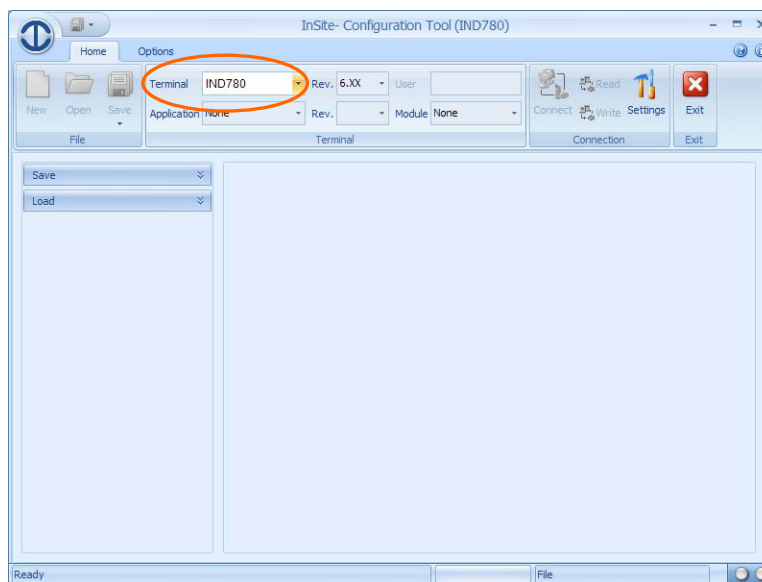 InSite- Configuration Tool (IND780)
Home Options
Terminal IND780 Rev. 6.XX User
Application None Rev. Module None
New Open Save
Connect Read Write Settings
Exit
File Terminal Connection Exit
Save
Load
Ready File